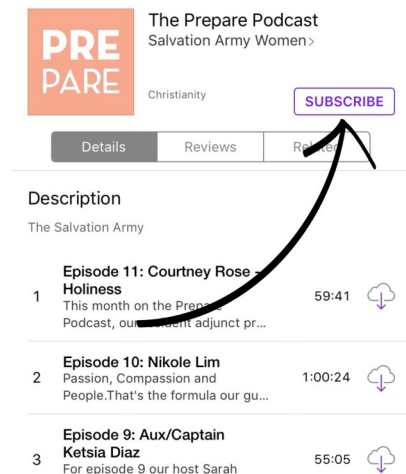 PRE
PARE
The Prepare Podcast
Salvation Army Women>
Christianity
SUBSCRIBE
Details
Reviews
Related
Description
The Salvation Army
1
Episode 11: Courtney Rose -
Holiness
This month on the Prepare
Podcast, our adjunct pr...
59:41
2
Episode 10: Nikole Lim
Passion, Compassion and
People.That's the formula our gu...
1:00:24
3
Episode 9: Aux/Captain
Ketsia Diaz
For episode 9 our host Sarah
55:05